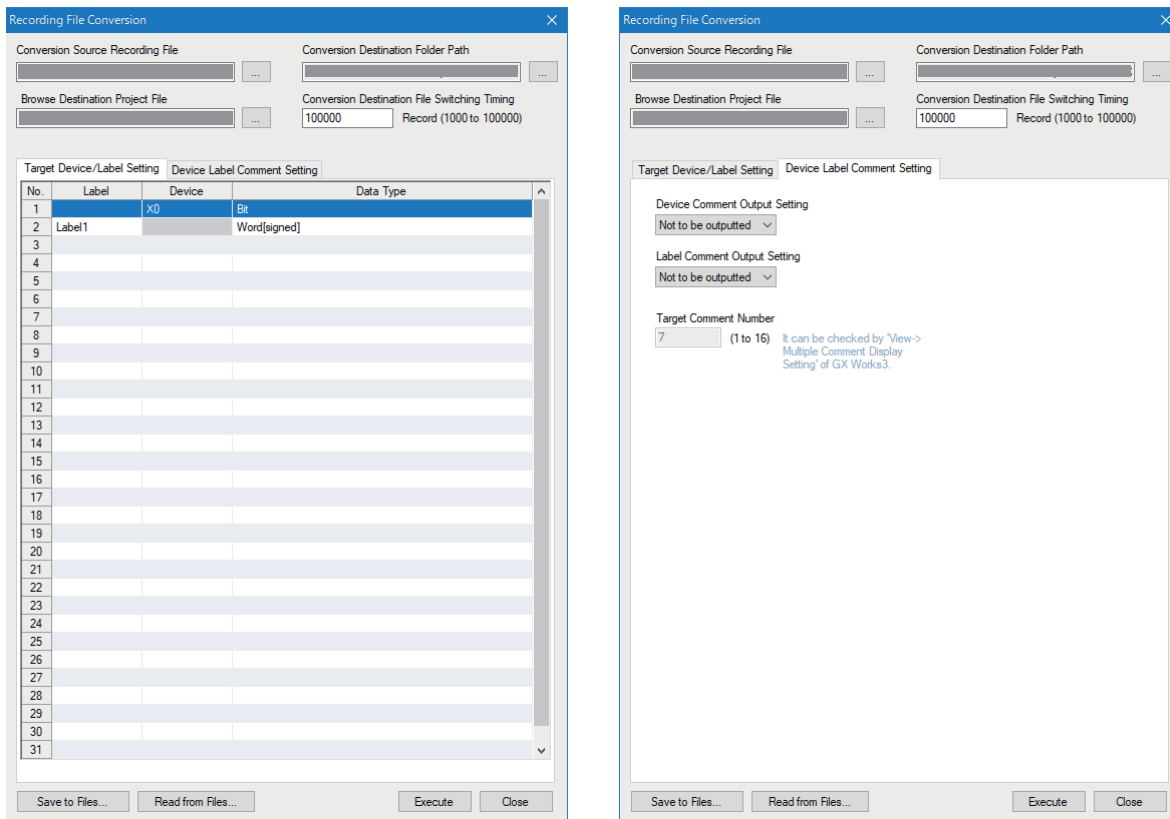 Recording File Conversion
Conversion Source Recording File Conversion Destination Folder Path
... ...
Browse Destination Project File Conversion Destination File Switching Timing
... 100000 Record (1000 to 100000)
Target Device/Label Setting Device Label Comment Setting
No. Label Device Data Type
1 X0 Bit
2 Label1 Word[signed]
3
4
5
6
7
8
9
10
11
12
13
14
15
16
17
18
19
20
21
22
23
24
25
26
27
28
29
30
31
Save to Files... Read from Files... Execute Close
Recording File Conversion
Conversion Source Recording File Conversion Destination Folder Path
... ...
Browse Destination Project File Conversion Destination File Switching Timing
... 100000 Record (1000 to 100000)
Target Device/Label Setting Device Label Comment Setting
Device Comment Output Setting
Not to be outputted
Label Comment Output Setting
Not to be outputted
Target Comment Number
7 (1 to 16) It can be checked by 'View->
Multiple Comment Display
Setting' of GX Works3.
Save to Files... Read from Files... Execute Close